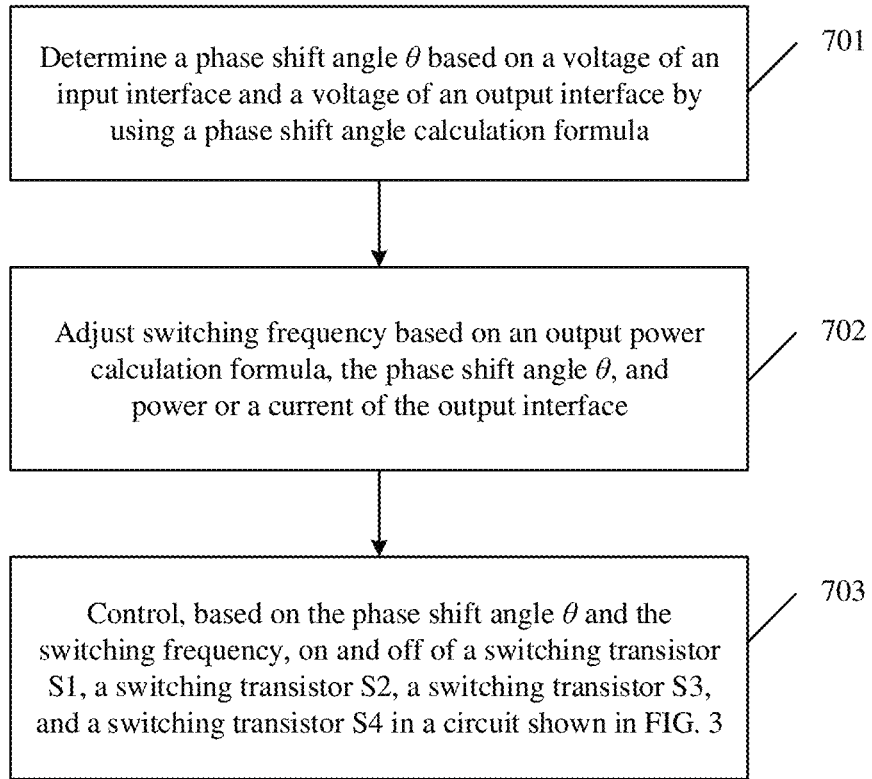 Determine a phase shift angle θ based on a voltage of an
input interface and a voltage of an output interface by
using a phase shift angle calculation formula
701
Adjust switching frequency based on an output power
calculation formula, the phase shift angle θ, and
power or a current of the output interface
702
Control, based on the phase shift angle θ and the
switching frequency, on and off of a switching transistor
S1, a switching transistor S2, a switching transistor S3,
and a switching transistor S4 in a circuit shown in FIG. 3
703